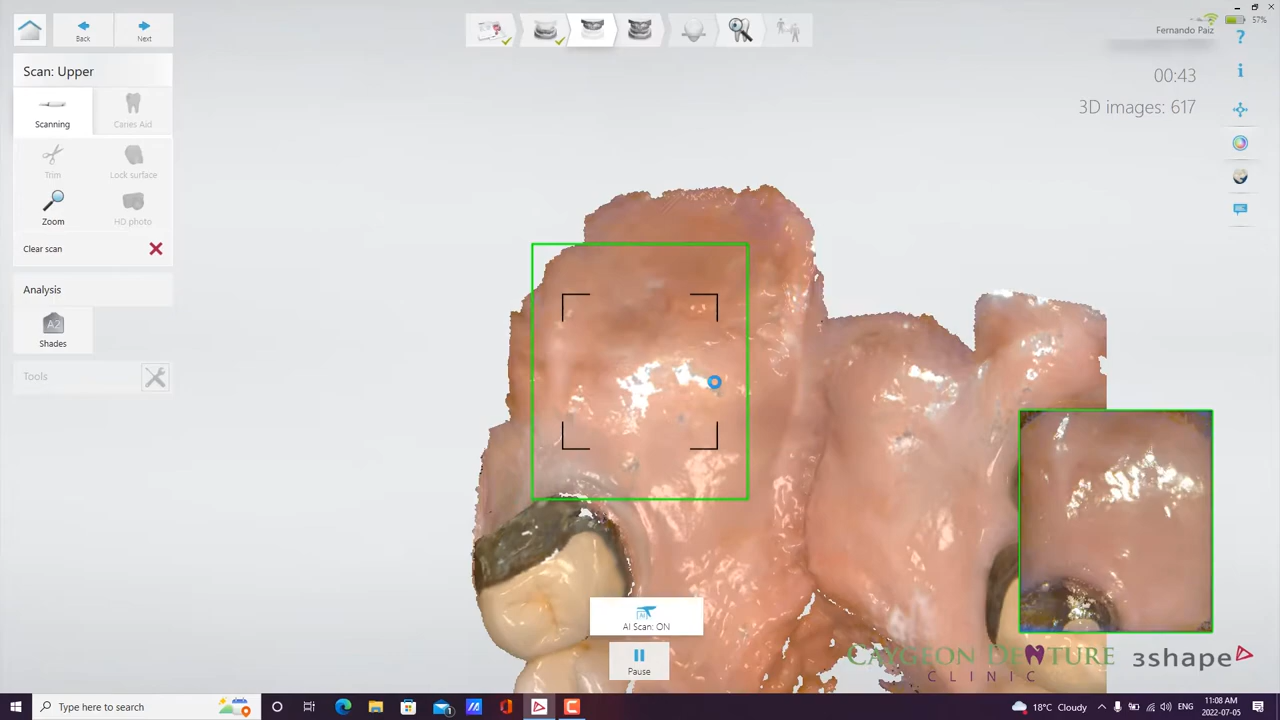 57%
Back
Next
Fernando Paiz
Scan: Upper
00:43
3D images: 617
Scanning
Caries Aid
Trim
Lock surface
Zoom
HD photo
Clear scan
Analysis
A2
Shades
Tools
AI
AI Scan: ON
Pause
CAYGEON DENTURE
CLINIC
3shape
Type here to search
18°C Cloudy
ENG
11:08 AM
2022-07-05